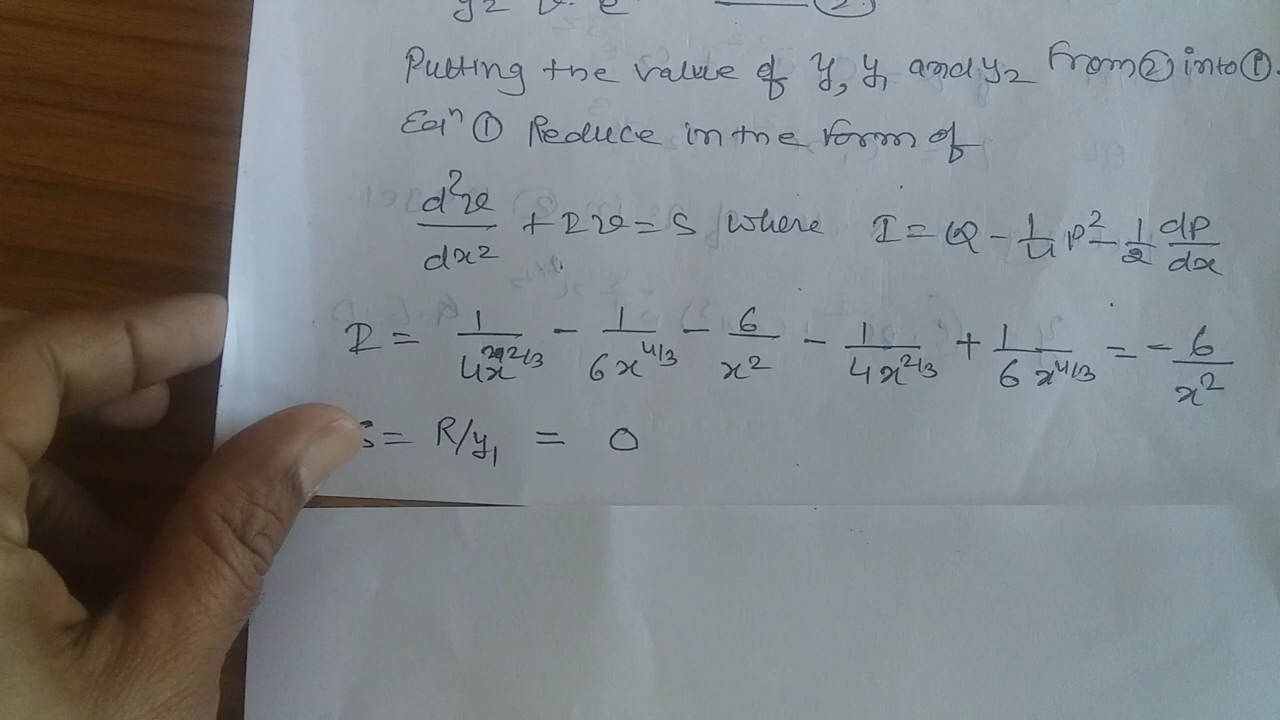 Putting the value of y, y₁ and y₂ from ② into ①.
Eqⁿ ① Reduce in the form of
d²v/dx² + Iv = S where I = Q - 1/4 P² - 1/2 dP/dx
I = 1/4x^2/3 - 1/6x^4/3 - 6/x² - 1/4x^2/3 + 1/6x^4/3 = - 6/x²
S = R/y₁ = 0